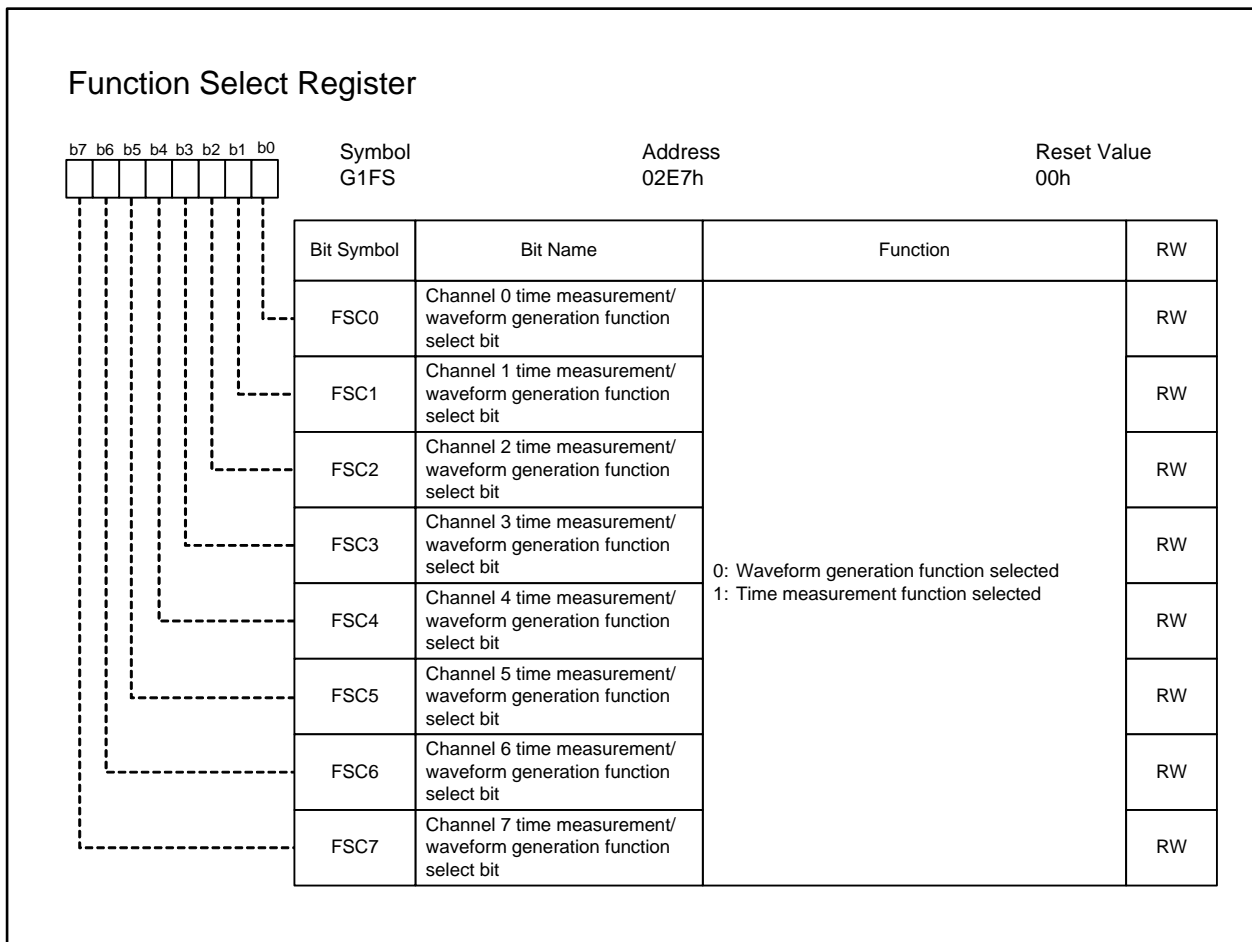 Function Select Register
b7 b6 b5 b4 b3 b2 b1 b0
Symbol Address Reset Value
G1FS 02E7h 00h
Bit Symbol Bit Name Function RW
FSC0 Channel 0 time measurement/
waveform generation function
select bit RW
FSC1 Channel 1 time measurement/
waveform generation function
select bit RW
FSC2 Channel 2 time measurement/
waveform generation function
select bit RW
FSC3 Channel 3 time measurement/
waveform generation function
select bit RW
0: Waveform generation function selected
1: Time measurement function selected
FSC4 Channel 4 time measurement/
waveform generation function
select bit RW
FSC5 Channel 5 time measurement/
waveform generation function
select bit RW
FSC6 Channel 6 time measurement/
waveform generation function
select bit RW
FSC7 Channel 7 time measurement/
waveform generation function
select bit RW